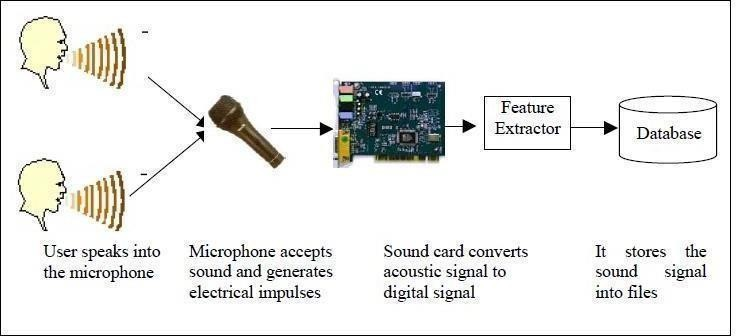 Feature
Extractor
Database
User speaks into
the microphone
Microphone accepts
sound and generates
electrical impulses
Sound card converts
acoustic signal to
digital signal
It stores the
sound signal
into files